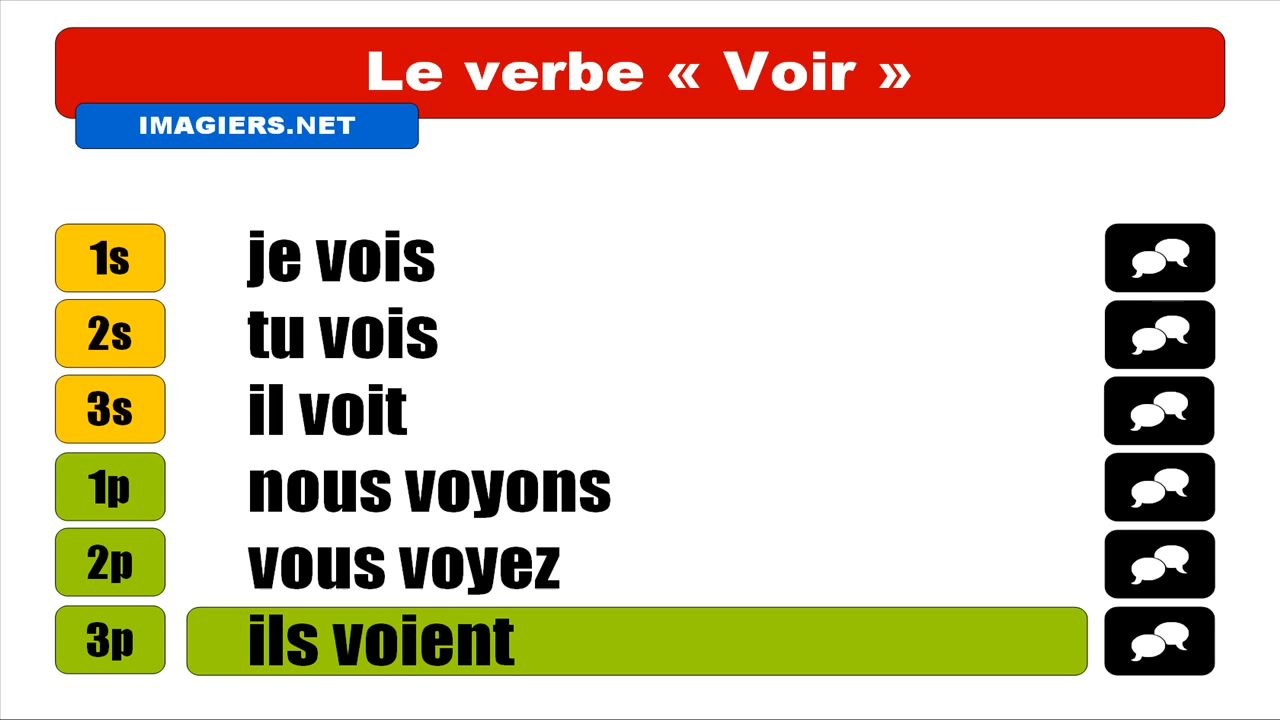 Le verbe « Voir »
IMAGIERS.NET
1s je vois
2s tu vois
3s il voit
1p nous voyons
2p vous voyez
3p ils voient